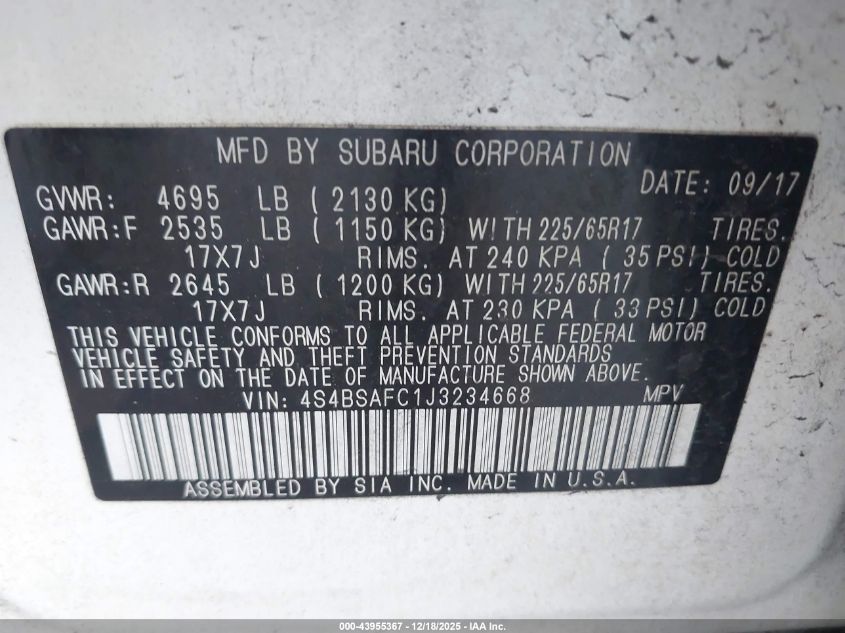 MFD BY SUBARU CORPORATION
DATE: 09/17
GVWR: 4695 LB ( 2130 KG)
GAWR:F 2535 LB ( 1150 KG) WITH 225/65R17 TIRES.
17X7J RIMS. AT 240 KPA ( 35 PSI) COLD
GAWR:R 2645 LB ( 1200 KG) WITH 225/65R17 TIRES.
17X7J RIMS. AT 230 KPA ( 33 PSI) COLD
THIS VEHICLE CONFORMS TO ALL APPLICABLE FEDERAL MOTOR
VEHICLE SAFETY AND THEFT PREVENTION STANDARDS
IN EFFECT ON THE DATE OF MANUFACTURE SHOWN ABOVE.
VIN: 4S4BSAFC1J3234668 MPV
ASSEMBLED BY SIA INC. MADE IN U.S.A.
000-43955367 - 12/18/2025 - IAA Inc.